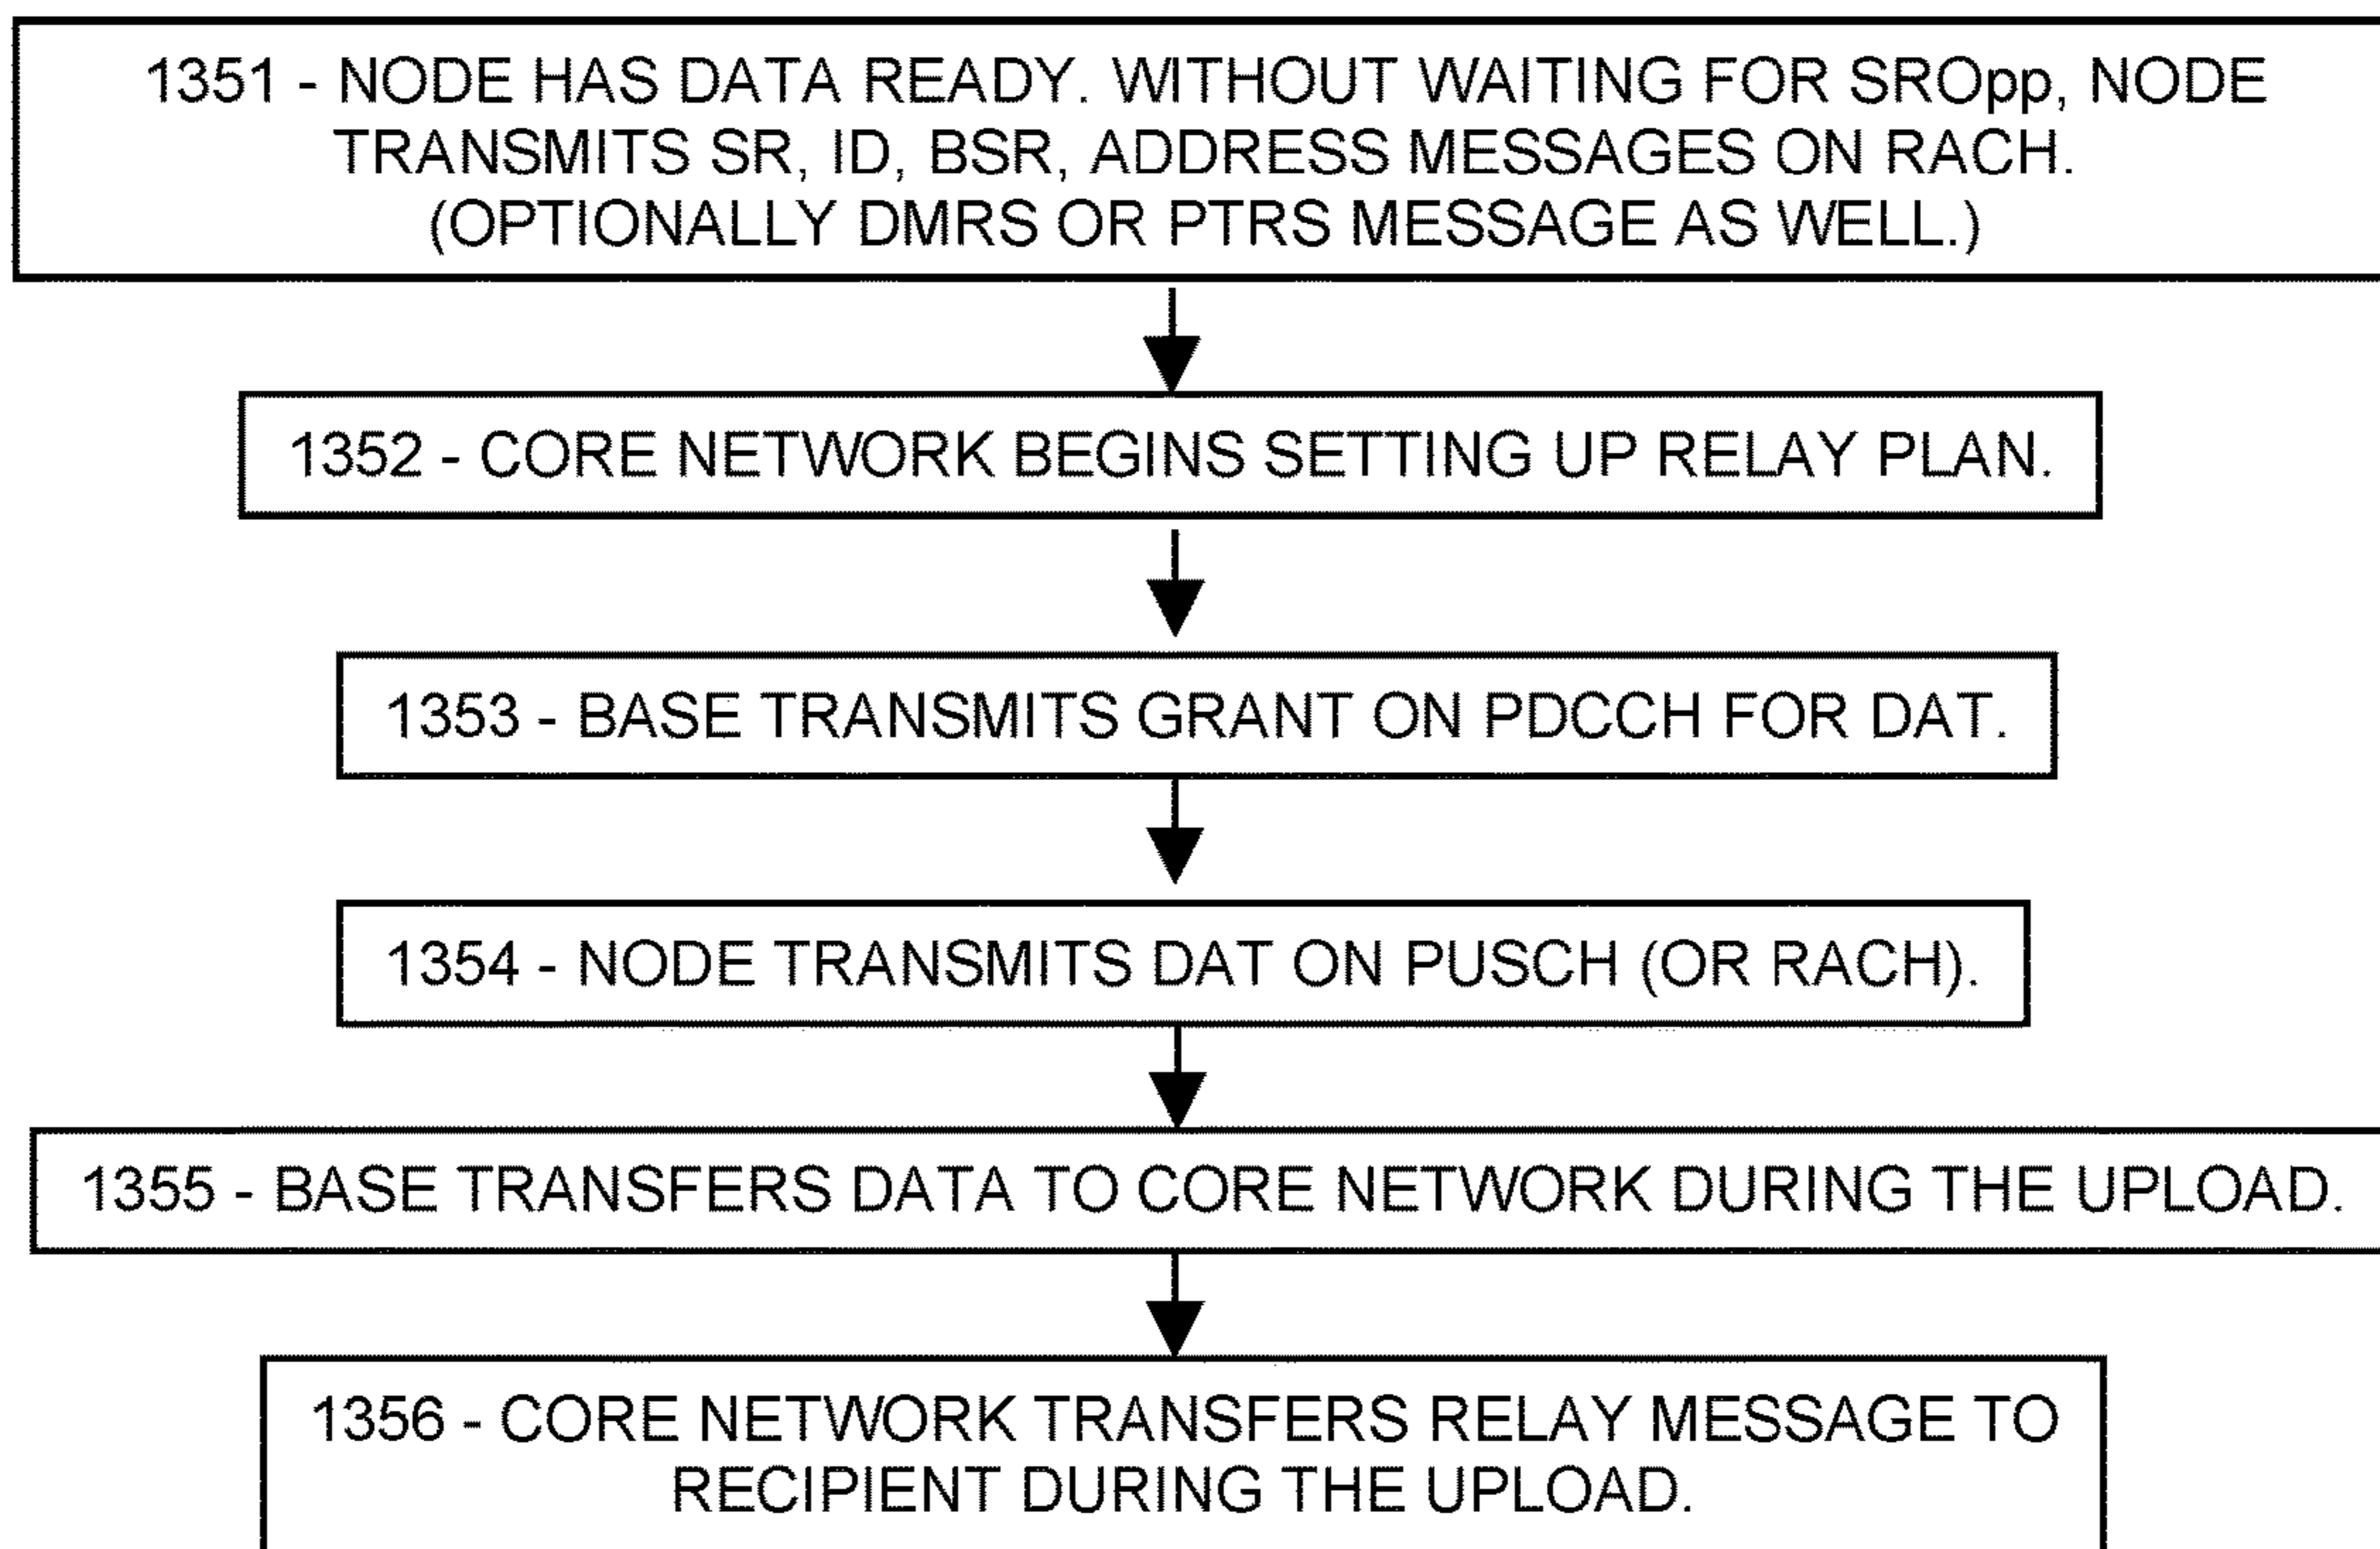 1351 - NODE HAS DATA READY. WITHOUT WAITING FOR SROpp, NODE
TRANSMITS SR, ID, BSR, ADDRESS MESSAGES ON RACH.
(OPTIONALLY DMRS OR PTRS MESSAGE AS WELL.)
1352 - CORE NETWORK BEGINS SETTING UP RELAY PLAN.
1353 - BASE TRANSMITS GRANT ON PDCCH FOR DAT.
1354 - NODE TRANSMITS DAT ON PUSCH (OR RACH).
1355 - BASE TRANSFERS DATA TO CORE NETWORK DURING THE UPLOAD.
1356 - CORE NETWORK TRANSFERS RELAY MESSAGE TO
RECIPIENT DURING THE UPLOAD.